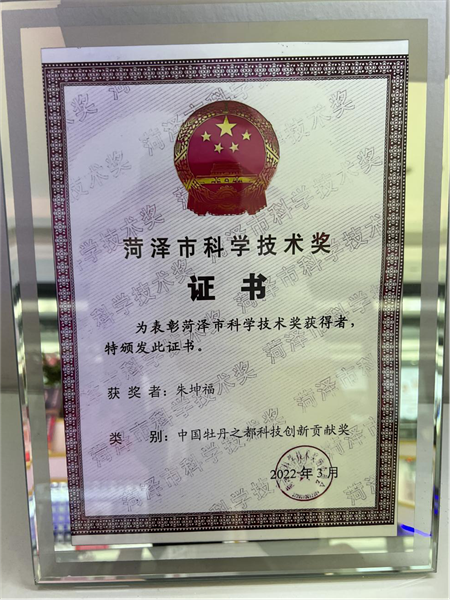 菏泽市科学技术奖
证书
为表彰菏泽市科学技术奖获得者，
特颁发此证书。
获奖者：朱坤福
类别：中国牡丹之都科技创新贡献奖
2022年3月